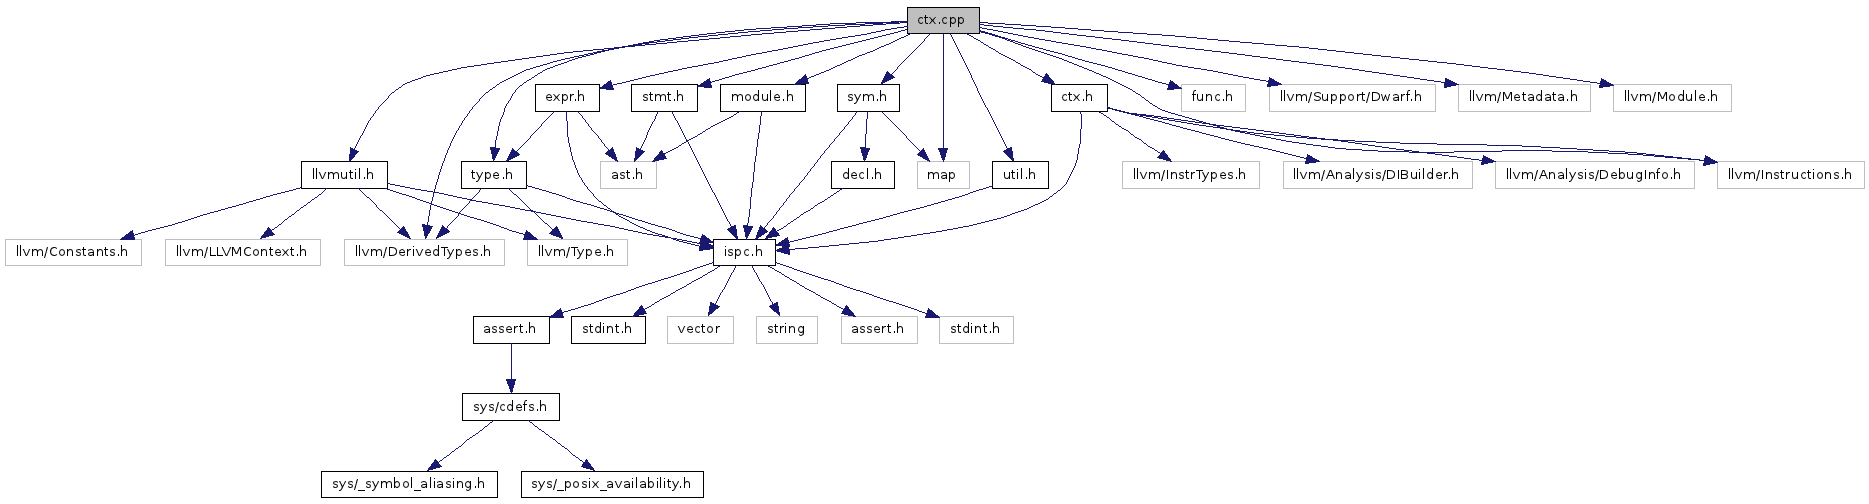 ctx.cpp
expr.h
stmt.h
module.h
sym.h
ctx.h
func.h
llvm/Support/Dwarf.h
llvm/Metadata.h
llvm/Module.h
llvmutil.h
type.h
ast.h
decl.h
map
util.h
llvm/InstrTypes.h
llvm/Analysis/DIBuilder.h
llvm/Analysis/DebugInfo.h
llvm/Instructions.h
llvm/Constants.h
llvm/LLVMContext.h
llvm/DerivedTypes.h
llvm/Type.h
ispc.h
assert.h
stdint.h
vector
string
assert.h
stdint.h
sys/cdefs.h
sys/_symbol_aliasing.h
sys/_posix_availability.h